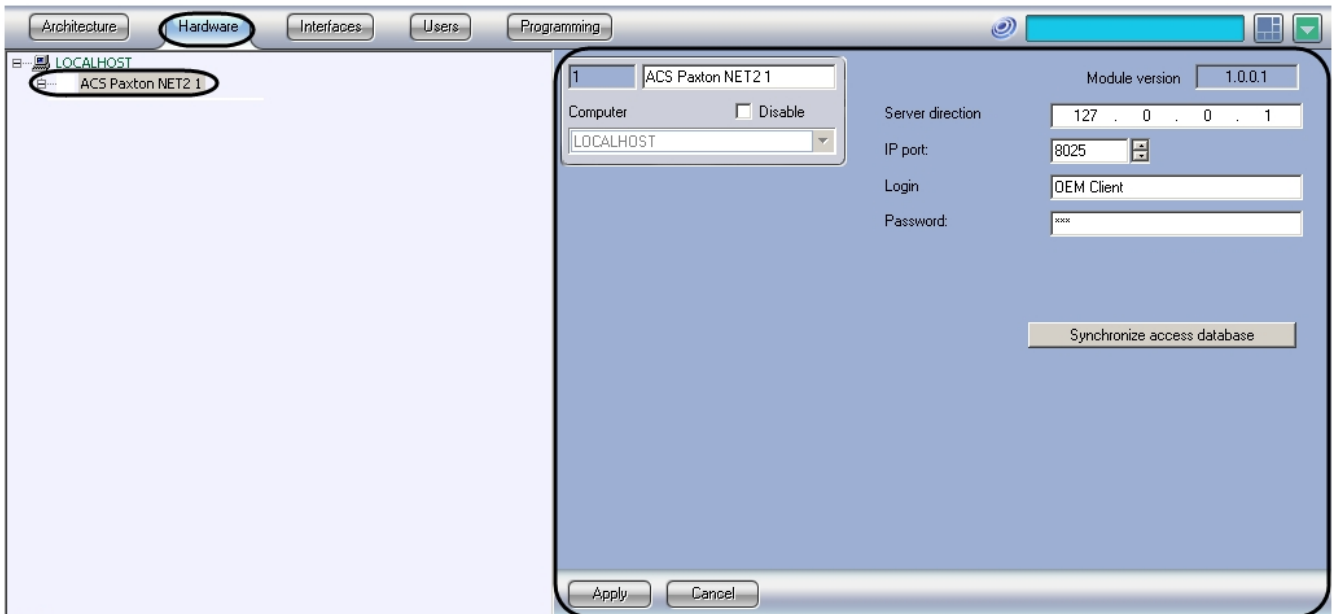 Architecture Hardware Interfaces Users Programming
LOCALHOST
ACS Paxton NET2 1
1 ACS Paxton NET2 1
Computer Disable
LOCALHOST
Module version 1.0.0.1
Server direction 127 . 0 . 0 . 1
IP port: 8025
Login OEM Client
Password: ×××
Synchronize access database
Apply Cancel